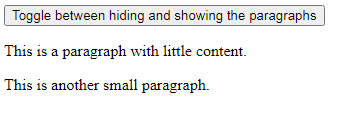 Toggle between hiding and showing the paragraphs
This is a paragraph with little content.
This is another small paragraph.